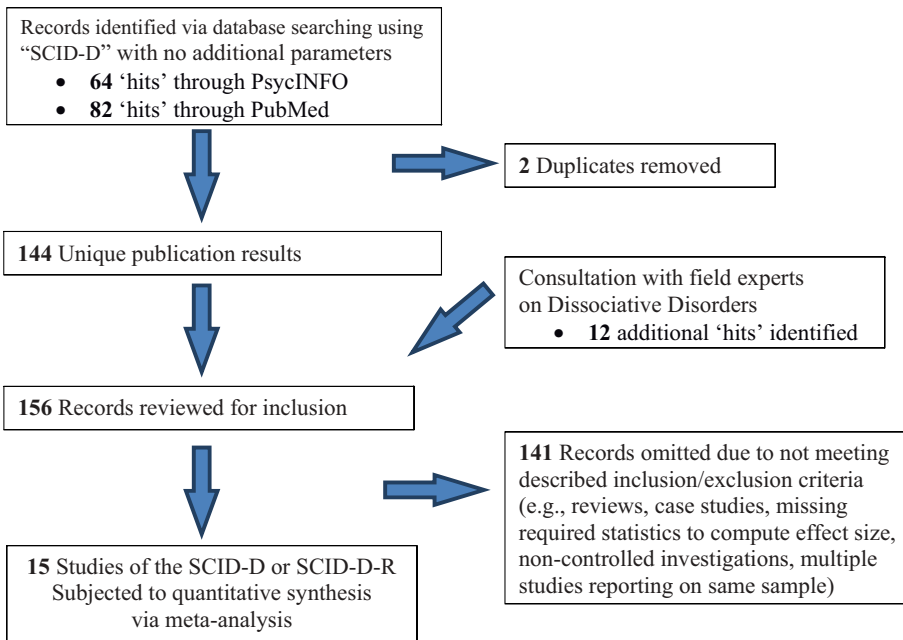 Records identified via database searching using
“SCID-D” with no additional parameters
• 64 ‘hits’ through PsycINFO
• 82 ‘hits’ through PubMed
2 Duplicates removed
144 Unique publication results
Consultation with field experts
on Dissociative Disorders
• 12 additional ‘hits’ identified
156 Records reviewed for inclusion
141 Records omitted due to not meeting
described inclusion/exclusion criteria
(e.g., reviews, case studies, missing
required statistics to compute effect size,
non-controlled investigations, multiple
studies reporting on same sample)
15 Studies of the SCID-D or SCID-D-R
Subjected to quantitative synthesis
via meta-analysis